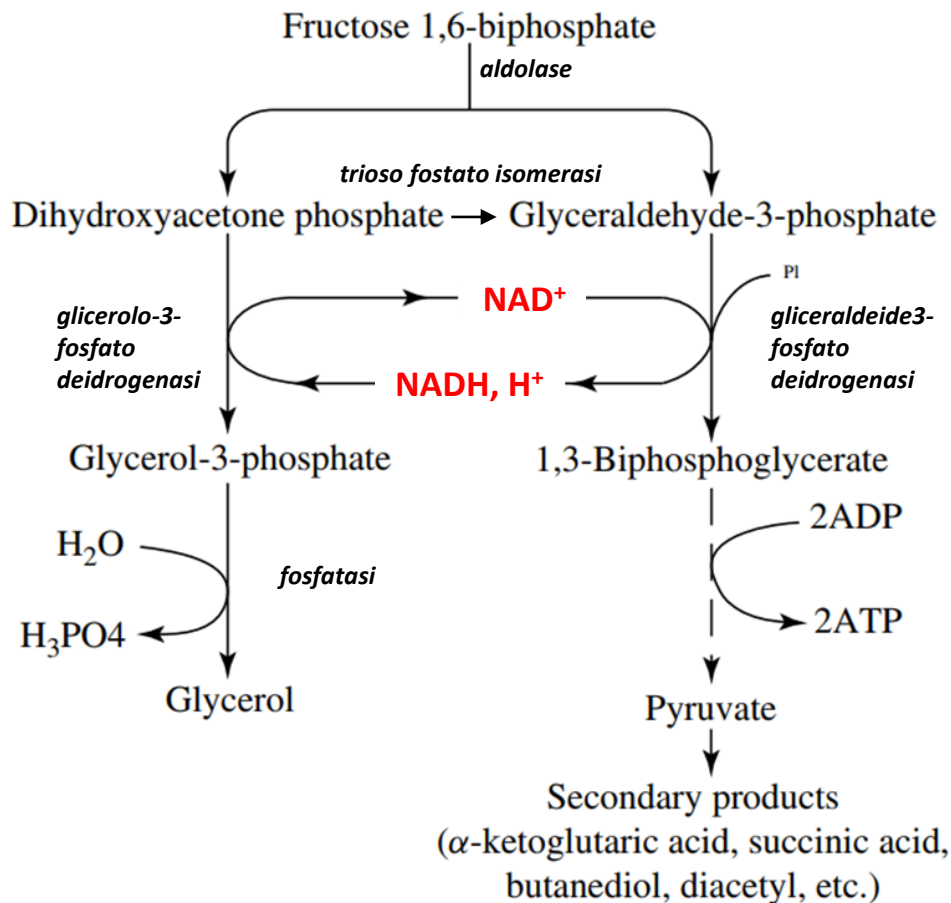 Fructose 1,6-biphosphate
aldolase
trioso fostato isomerasi
Dihydroxyacetone phosphate
Glyceraldehyde-3-phosphate
PI
NAD⁺
glicerolo-3-
fosfato
deidrogenasi
gliceraldeide3-
fosfato
deidrogenasi
NADH, H⁺
Glycerol-3-phosphate
1,3-Biphosphoglycerate
2ADP
H₂O
fosfatasi
H₃PO4
2ATP
Glycerol
Pyruvate
Secondary products
(α-ketoglutaric acid, succinic acid,
butanediol, diacetyl, etc.)